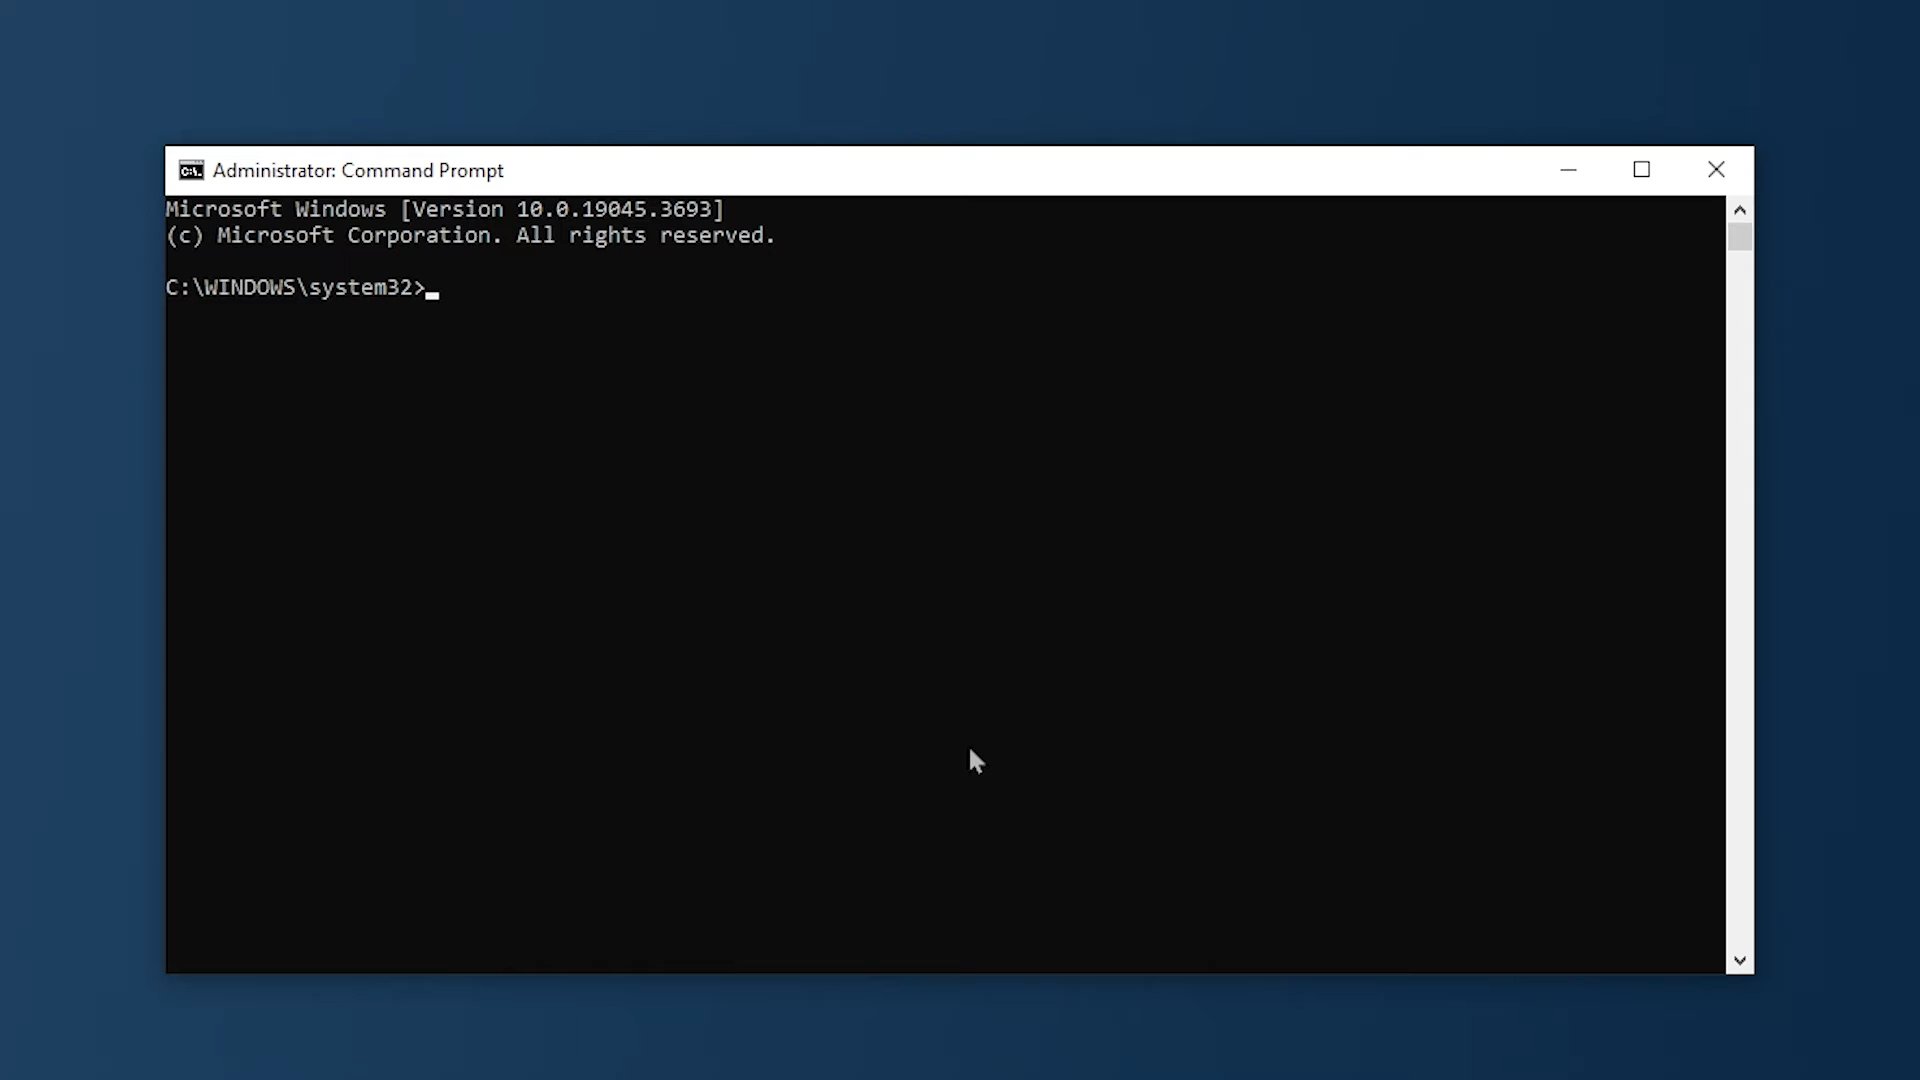 Administrator: Command Prompt
Microsoft Windows [Version 10.0.19045.3693]
(c) Microsoft Corporation. All rights reserved.
C:\WINDOWS\system32>